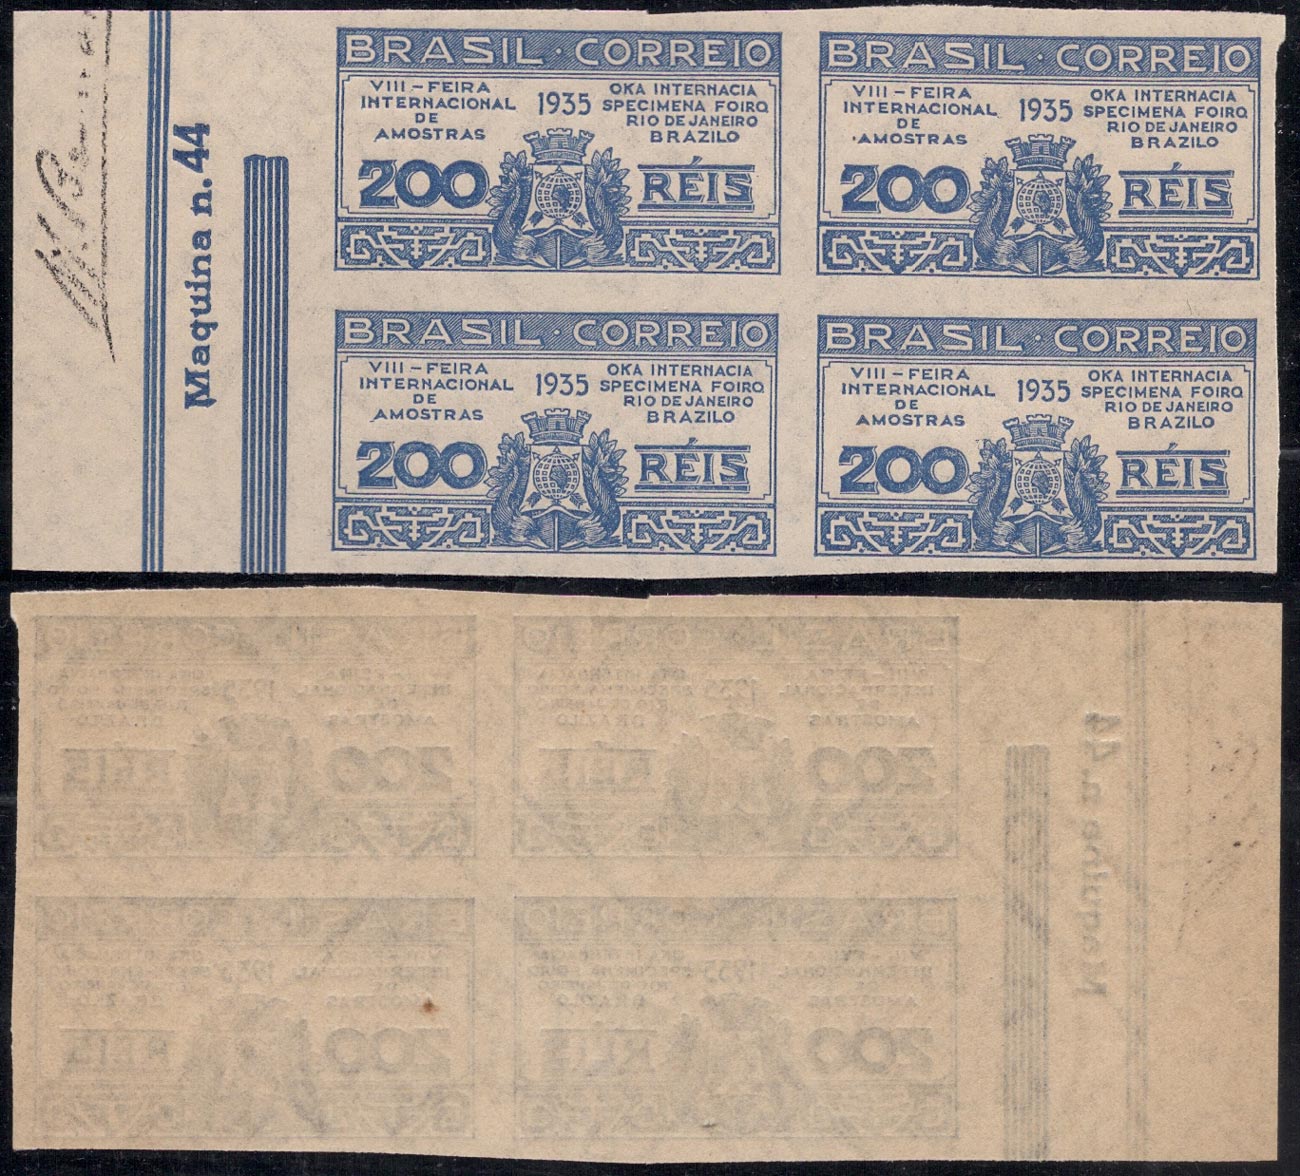 Maquina n. 44
BRASIL · CORREIO
VIII - FEIRA
INTERNACIONAL
DE
AMOSTRAS
1935
OKA INTERNACIA
SPECIMENA FOIRO
RIO DE JANEIRO
BRAZILO
200
RÉIS
BRASIL · CORREIO
VIII - FEIRA
INTERNACIONAL
DE
AMOSTRAS
1935
OKA INTERNACIA
SPECIMENA FOIRO
RIO DE JANEIRO
BRAZILO
200
RÉIS
BRASIL · CORREIO
VIII - FEIRA
INTERNACIONAL
DE
AMOSTRAS
1935
OKA INTERNACIA
SPECIMENA FOIRO
RIO DE JANEIRO
BRAZILO
200
RÉIS
BRASIL · CORREIO
VIII - FEIRA
INTERNACIONAL
DE
AMOSTRAS
1935
OKA INTERNACIA
SPECIMENA FOIRO
RIO DE JANEIRO
BRAZILO
200
RÉIS